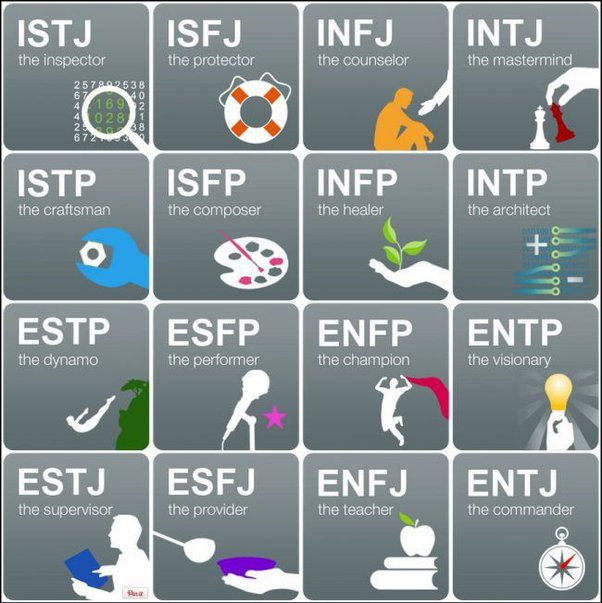 ISTJ
the inspector
ISFJ
the protector
INFJ
the counselor
INTJ
the mastermind
ISTP
the craftsman
ISFP
the composer
INFP
the healer
INTP
the architect
ESTP
the dynamo
ESFP
the performer
ENFP
the champion
ENTP
the visionary
ESTJ
the supervisor
Pin it
ESFJ
the provider
ENFJ
the teacher
ENTJ
the commander